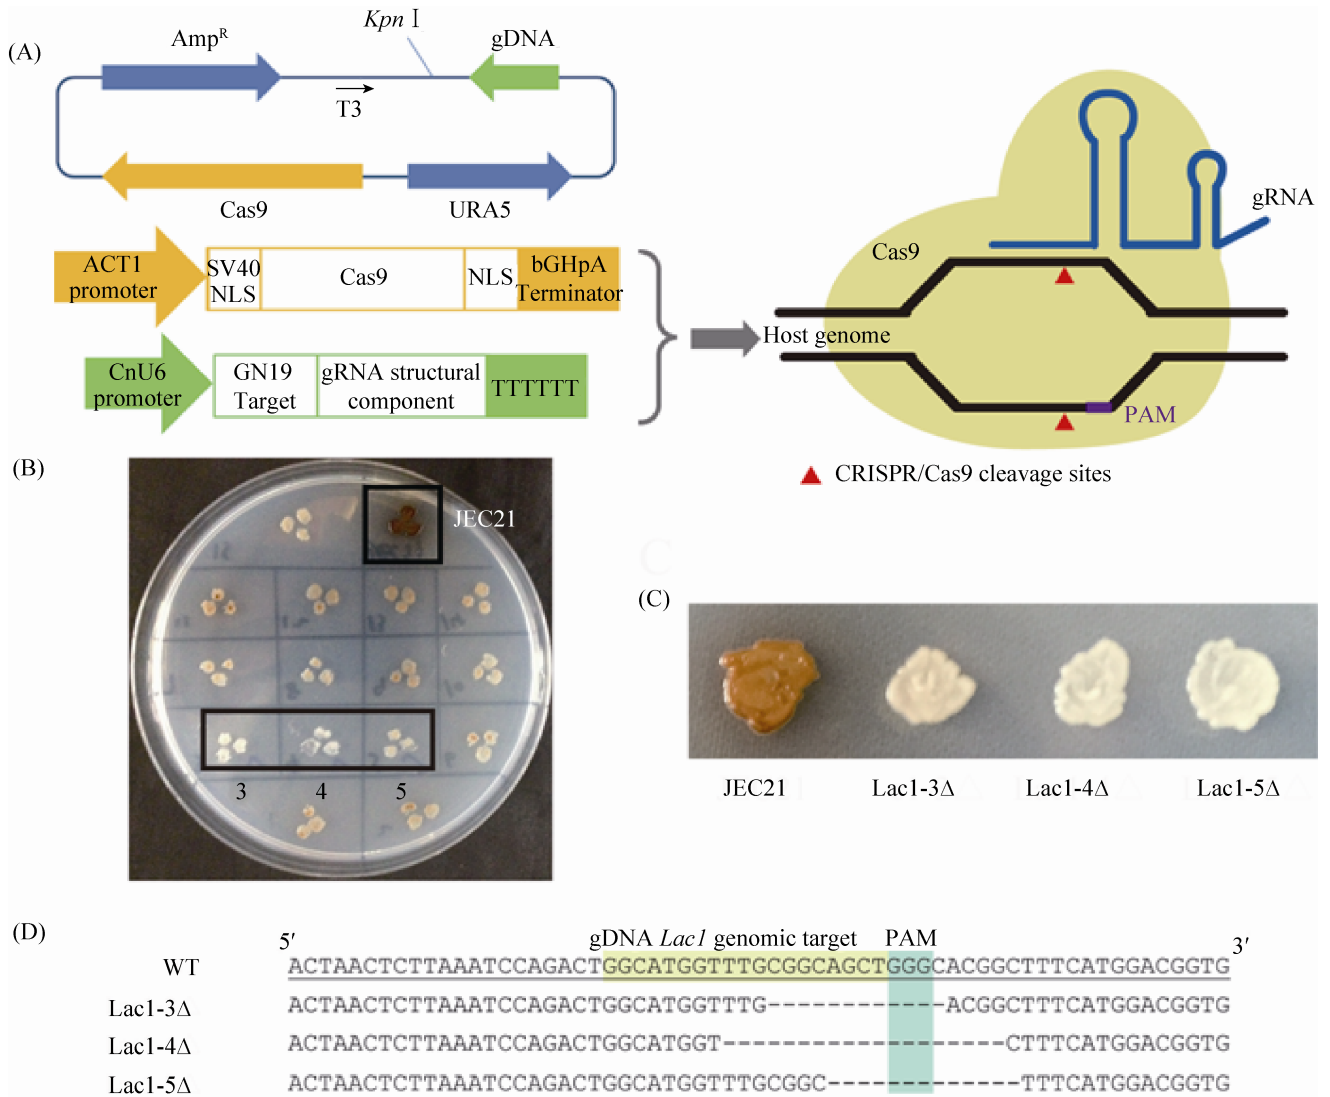 (A)
Amp^R
Kpn Ⅰ
gDNA
T3
Cas9
URA5
ACT1
promoter
SV40
NLS
Cas9
NLS
bGHpA
Terminator
CnU6
promoter
GN19
Target
gRNA structural
component
TTTTTT
gRNA
Cas9
Host genome
PAM
CRISPR/Cas9 cleavage sites
(B)
JEC21
3
4
5
(C)
JEC21
Lac1-3Δ
Lac1-4Δ
Lac1-5Δ
(D)
5′
gDNA Lac1 genomic target
PAM
3′
WT ACTAACTCTTAAATCCAGACTGGCATGGTTTGCGGCAGCTGGGCACGGCTTTCATGGACGGTG
Lac1-3Δ ACTAACTCTTAAATCCAGACTGGCATGGTTTG------------ACGGCTTTCATGGACGGTG
Lac1-4Δ ACTAACTCTTAAATCCAGACTGGCATGGT-------------------CTTTCATGGACGGTG
Lac1-5Δ ACTAACTCTTAAATCCAGACTGGCATGGTTTGCGGC-------------TTTCATGGACGGTG